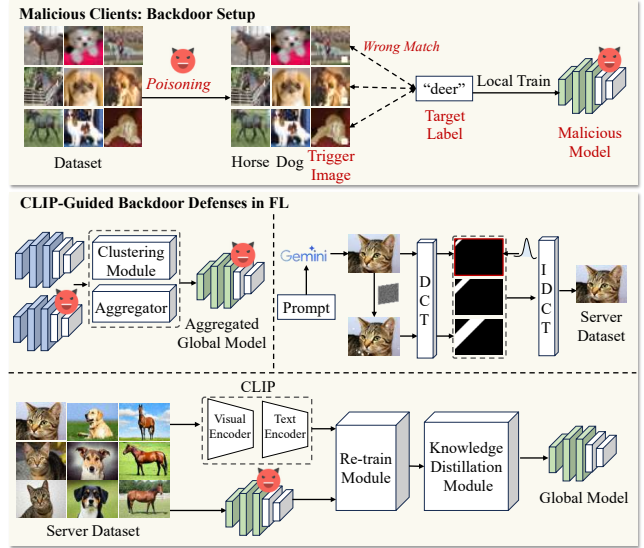 Malicious Clients: Backdoor Setup
Wrong Match
Poisoning
“deer”
Local Train
Target
Label
Malicious
Model
Dataset
Horse Dog Trigger
Image
CLIP-Guided Backdoor Defenses in FL
Clustering
Module
Aggregator
Aggregated
Global Model
Gemini
Prompt
DCT
IDCT
Server
Dataset
CLIP
Visual
Encoder
Text
Encoder
Re-train
Module
Knowledge
Distillation
Module
Global Model
Server Dataset